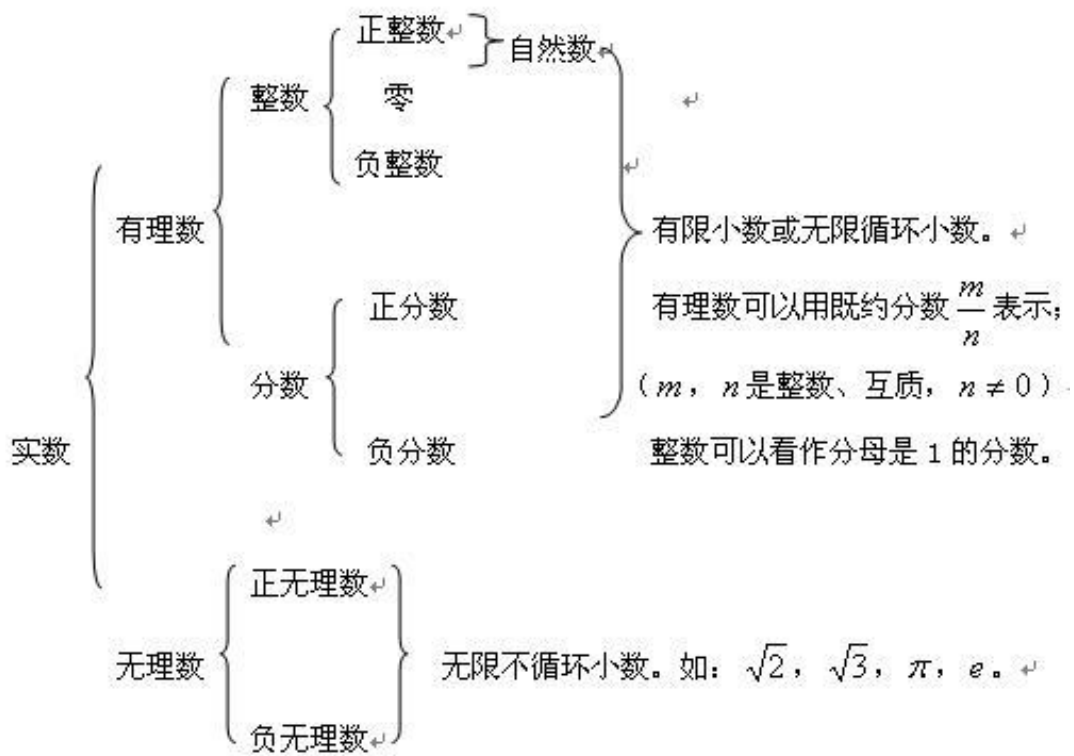 正整数
自然数
整数
零
负整数
有理数
有限小数或无限循环小数。
正分数
有理数可以用既约分数 m/n 表示;
分数
（m，n是整数、互质，n ≠ 0）
实数
负分数
整数可以看作分母是 1 的分数。
正无理数
无理数
无限不循环小数。如：√2，√3，π，e。
负无理数